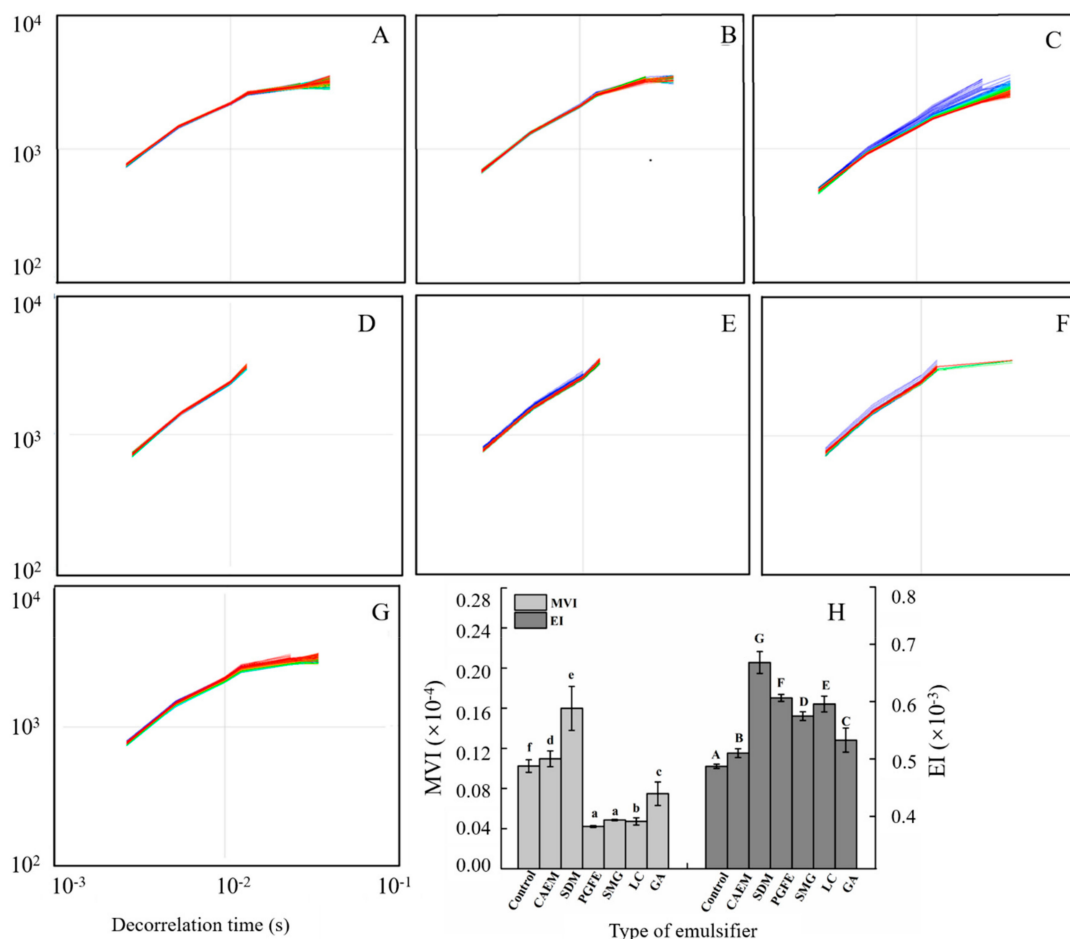 10⁴
A
B
C
10³
10²
10⁴
D
E
F
10³
10²
10⁴
G
10³
10²
10⁻³
10⁻²
10⁻¹
Decorrelation time (s)
H
MVI
EI
0.28
0.24
0.20
0.16
0.12
0.08
0.04
0.00
MVI (×10⁻⁴)
0.8
0.7
0.6
0.5
0.4
EI (×10⁻³)
f
d
e
a
a
b
c
A
B
G
F
D
E
C
Control
CAEM
SDM
PGFE
SMG
LC
GA
Control
CAEM
SDM
PGFE
SMG
LC
GA
Type of emulsifier